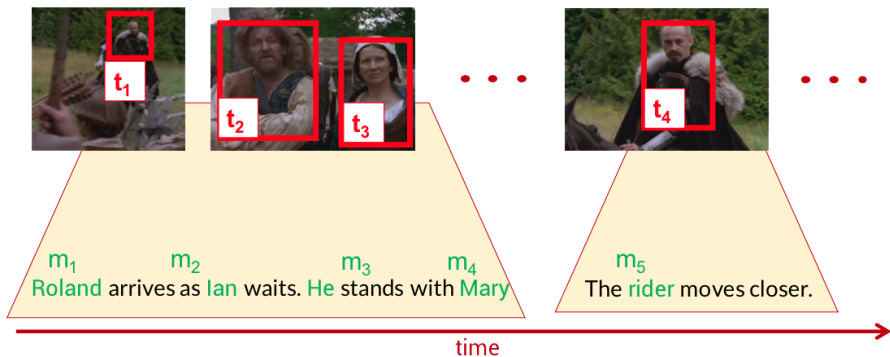 t1
t2
t3
t4
m1
m2
m3
m4
m5
Roland arrives as Ian waits. He stands with Mary
The rider moves closer.
time